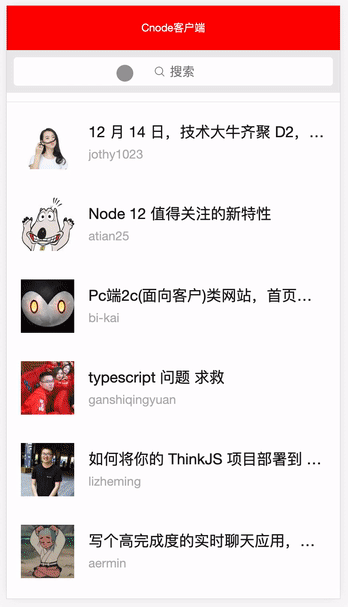 Cnode客户端
搜索
12 月 14 日，技术大牛齐聚 D2，...
jothy1023
Node 12 值得关注的新特性
atian25
Pc端2c(面向客户)类网站，首页...
bi-kai
typescript 问题 求救
ganshiqingyuan
如何将你的 ThinkJS 项目部署到 ...
lizheming
写个高完成度的实时聊天应用，...
aermin